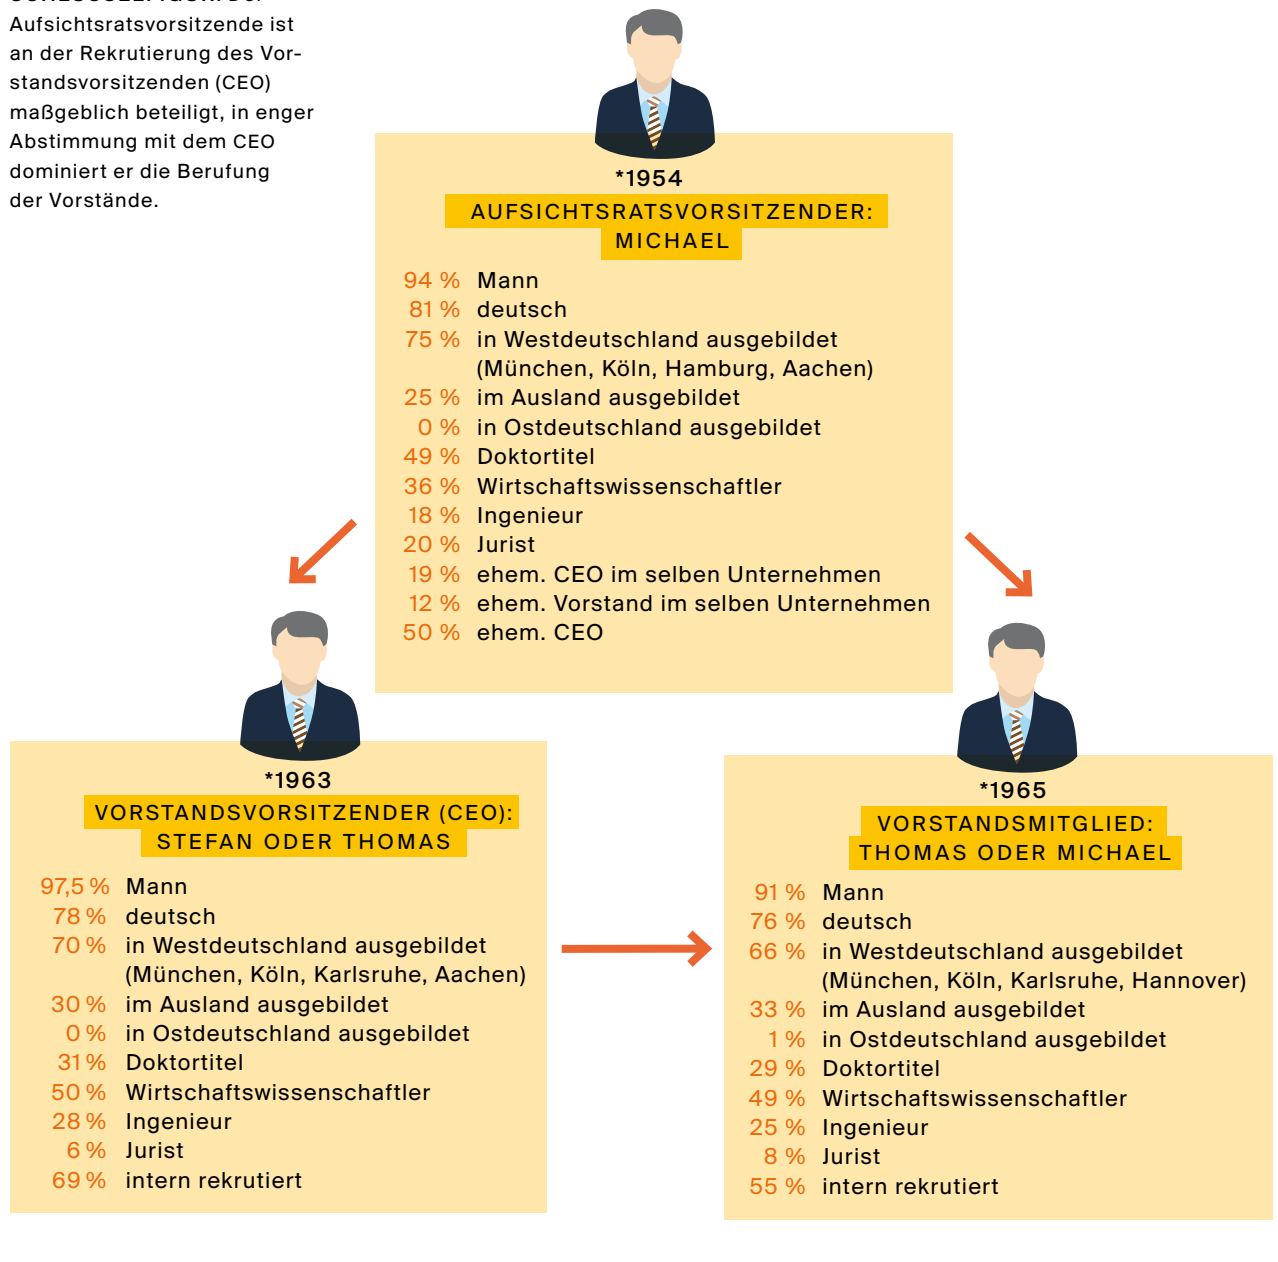 Aufsichtsratsvorsitzende ist
an der Rekrutierung des Vor-
standsvorsitzenden (CEO)
maßgeblich beteiligt, in enger
Abstimmung mit dem CEO
dominiert er die Berufung
der Vorstände.
*1954
AUFSICHTSRATSVORSITZENDER:
MICHAEL
94 % Mann
81 % deutsch
75 % in Westdeutschland ausgebildet
(München, Köln, Hamburg, Aachen)
25 % im Ausland ausgebildet
0 % in Ostdeutschland ausgebildet
49 % Doktortitel
36 % Wirtschaftswissenschaftler
18 % Ingenieur
20 % Jurist
19 % ehem. CEO im selben Unternehmen
12 % ehem. Vorstand im selben Unternehmen
50 % ehem. CEO
*1963
VORSTANDSVORSITZENDER (CEO):
STEFAN ODER THOMAS
97,5 % Mann
78 % deutsch
70 % in Westdeutschland ausgebildet
(München, Köln, Karlsruhe, Aachen)
30 % im Ausland ausgebildet
0 % in Ostdeutschland ausgebildet
31 % Doktortitel
50 % Wirtschaftswissenschaftler
28 % Ingenieur
6 % Jurist
69 % intern rekrutiert
*1965
VORSTANDSMITGLIED:
THOMAS ODER MICHAEL
91 % Mann
76 % deutsch
66 % in Westdeutschland ausgebildet
(München, Köln, Karlsruhe, Hannover)
33 % im Ausland ausgebildet
1 % in Ostdeutschland ausgebildet
29 % Doktortitel
49 % Wirtschaftswissenschaftler
25 % Ingenieur
8 % Jurist
55 % intern rekrutiert